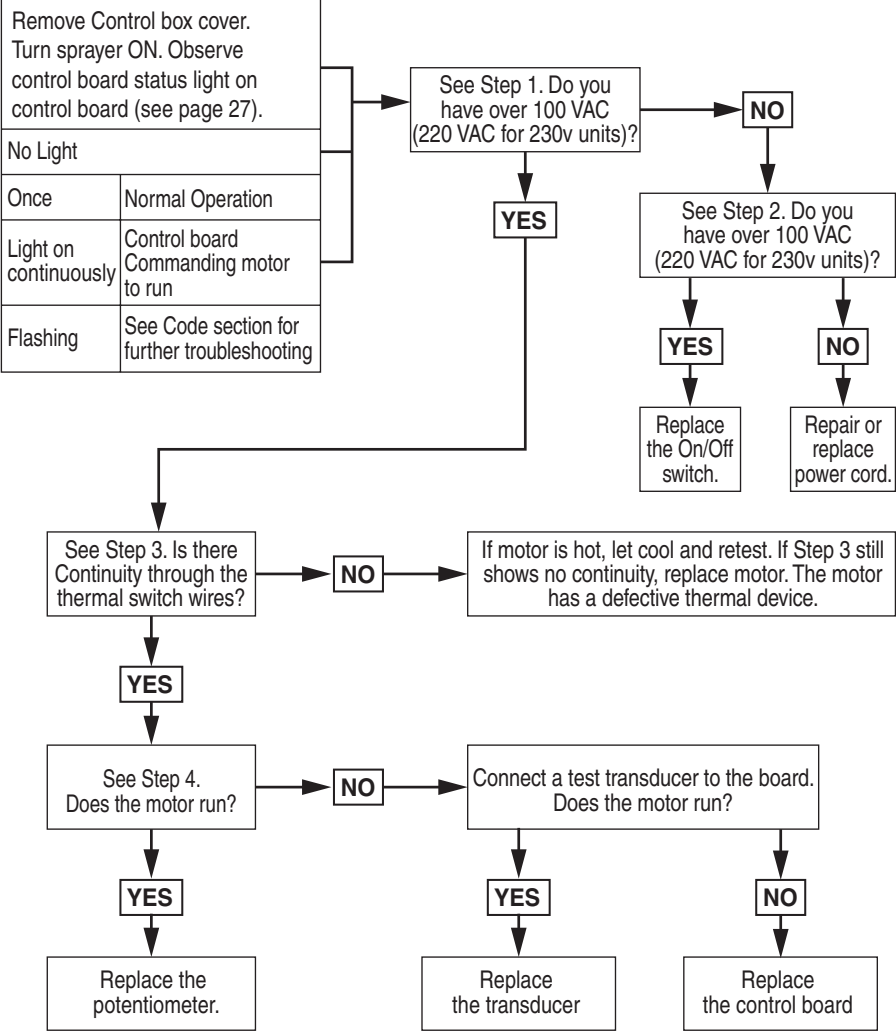 Remove Control box cover.
Turn sprayer ON. Observe
control board status light on
control board (see page 27).
No Light
Once
Normal Operation
Light on
continuously
Control board
Commanding motor
to run
Flashing
See Code section for
further troubleshooting
See Step 1. Do you
have over 100 VAC
(220 VAC for 230v units)?
NO
YES
See Step 2. Do you
have over 100 VAC
(220 VAC for 230v units)?
YES
NO
Replace
the On/Off
switch.
Repair or
replace
power cord.
See Step 3. Is there
Continuity through the
thermal switch wires?
NO
If motor is hot, let cool and retest. If Step 3 still
shows no continuity, replace motor. The motor
has a defective thermal device.
YES
See Step 4.
Does the motor run?
NO
Connect a test transducer to the board.
Does the motor run?
YES
YES
NO
Replace the
potentiometer.
Replace
the transducer
Replace
the control board